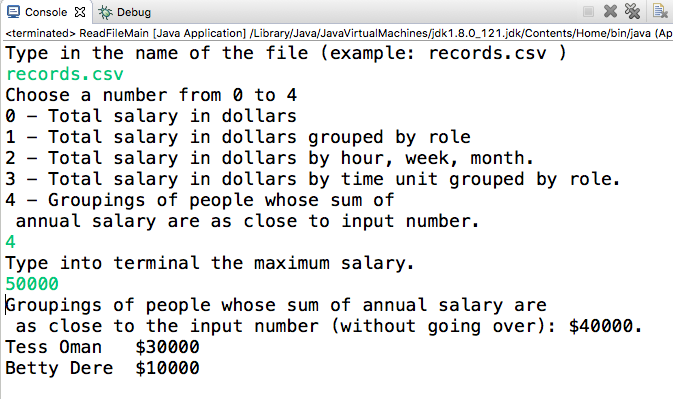 Console Debug
<terminated> ReadFileMain [Java Application] /Library/Java/JavaVirtualMachines/jdk1.8.0_121.jdk/Contents/Home/bin/java (Ap
Type in the name of the file (example: records.csv )
records.csv
Choose a number from 0 to 4
0 – Total salary in dollars
1 – Total salary in dollars grouped by role
2 – Total salary in dollars by hour, week, month.
3 – Total salary in dollars by time unit grouped by role.
4 – Groupings of people whose sum of
 annual salary are as close to input number.
4
Type into terminal the maximum salary.
50000
Groupings of people whose sum of annual salary are
 as close to the input number (without going over): $40000.
Tess Oman   $30000
Betty Dere  $10000